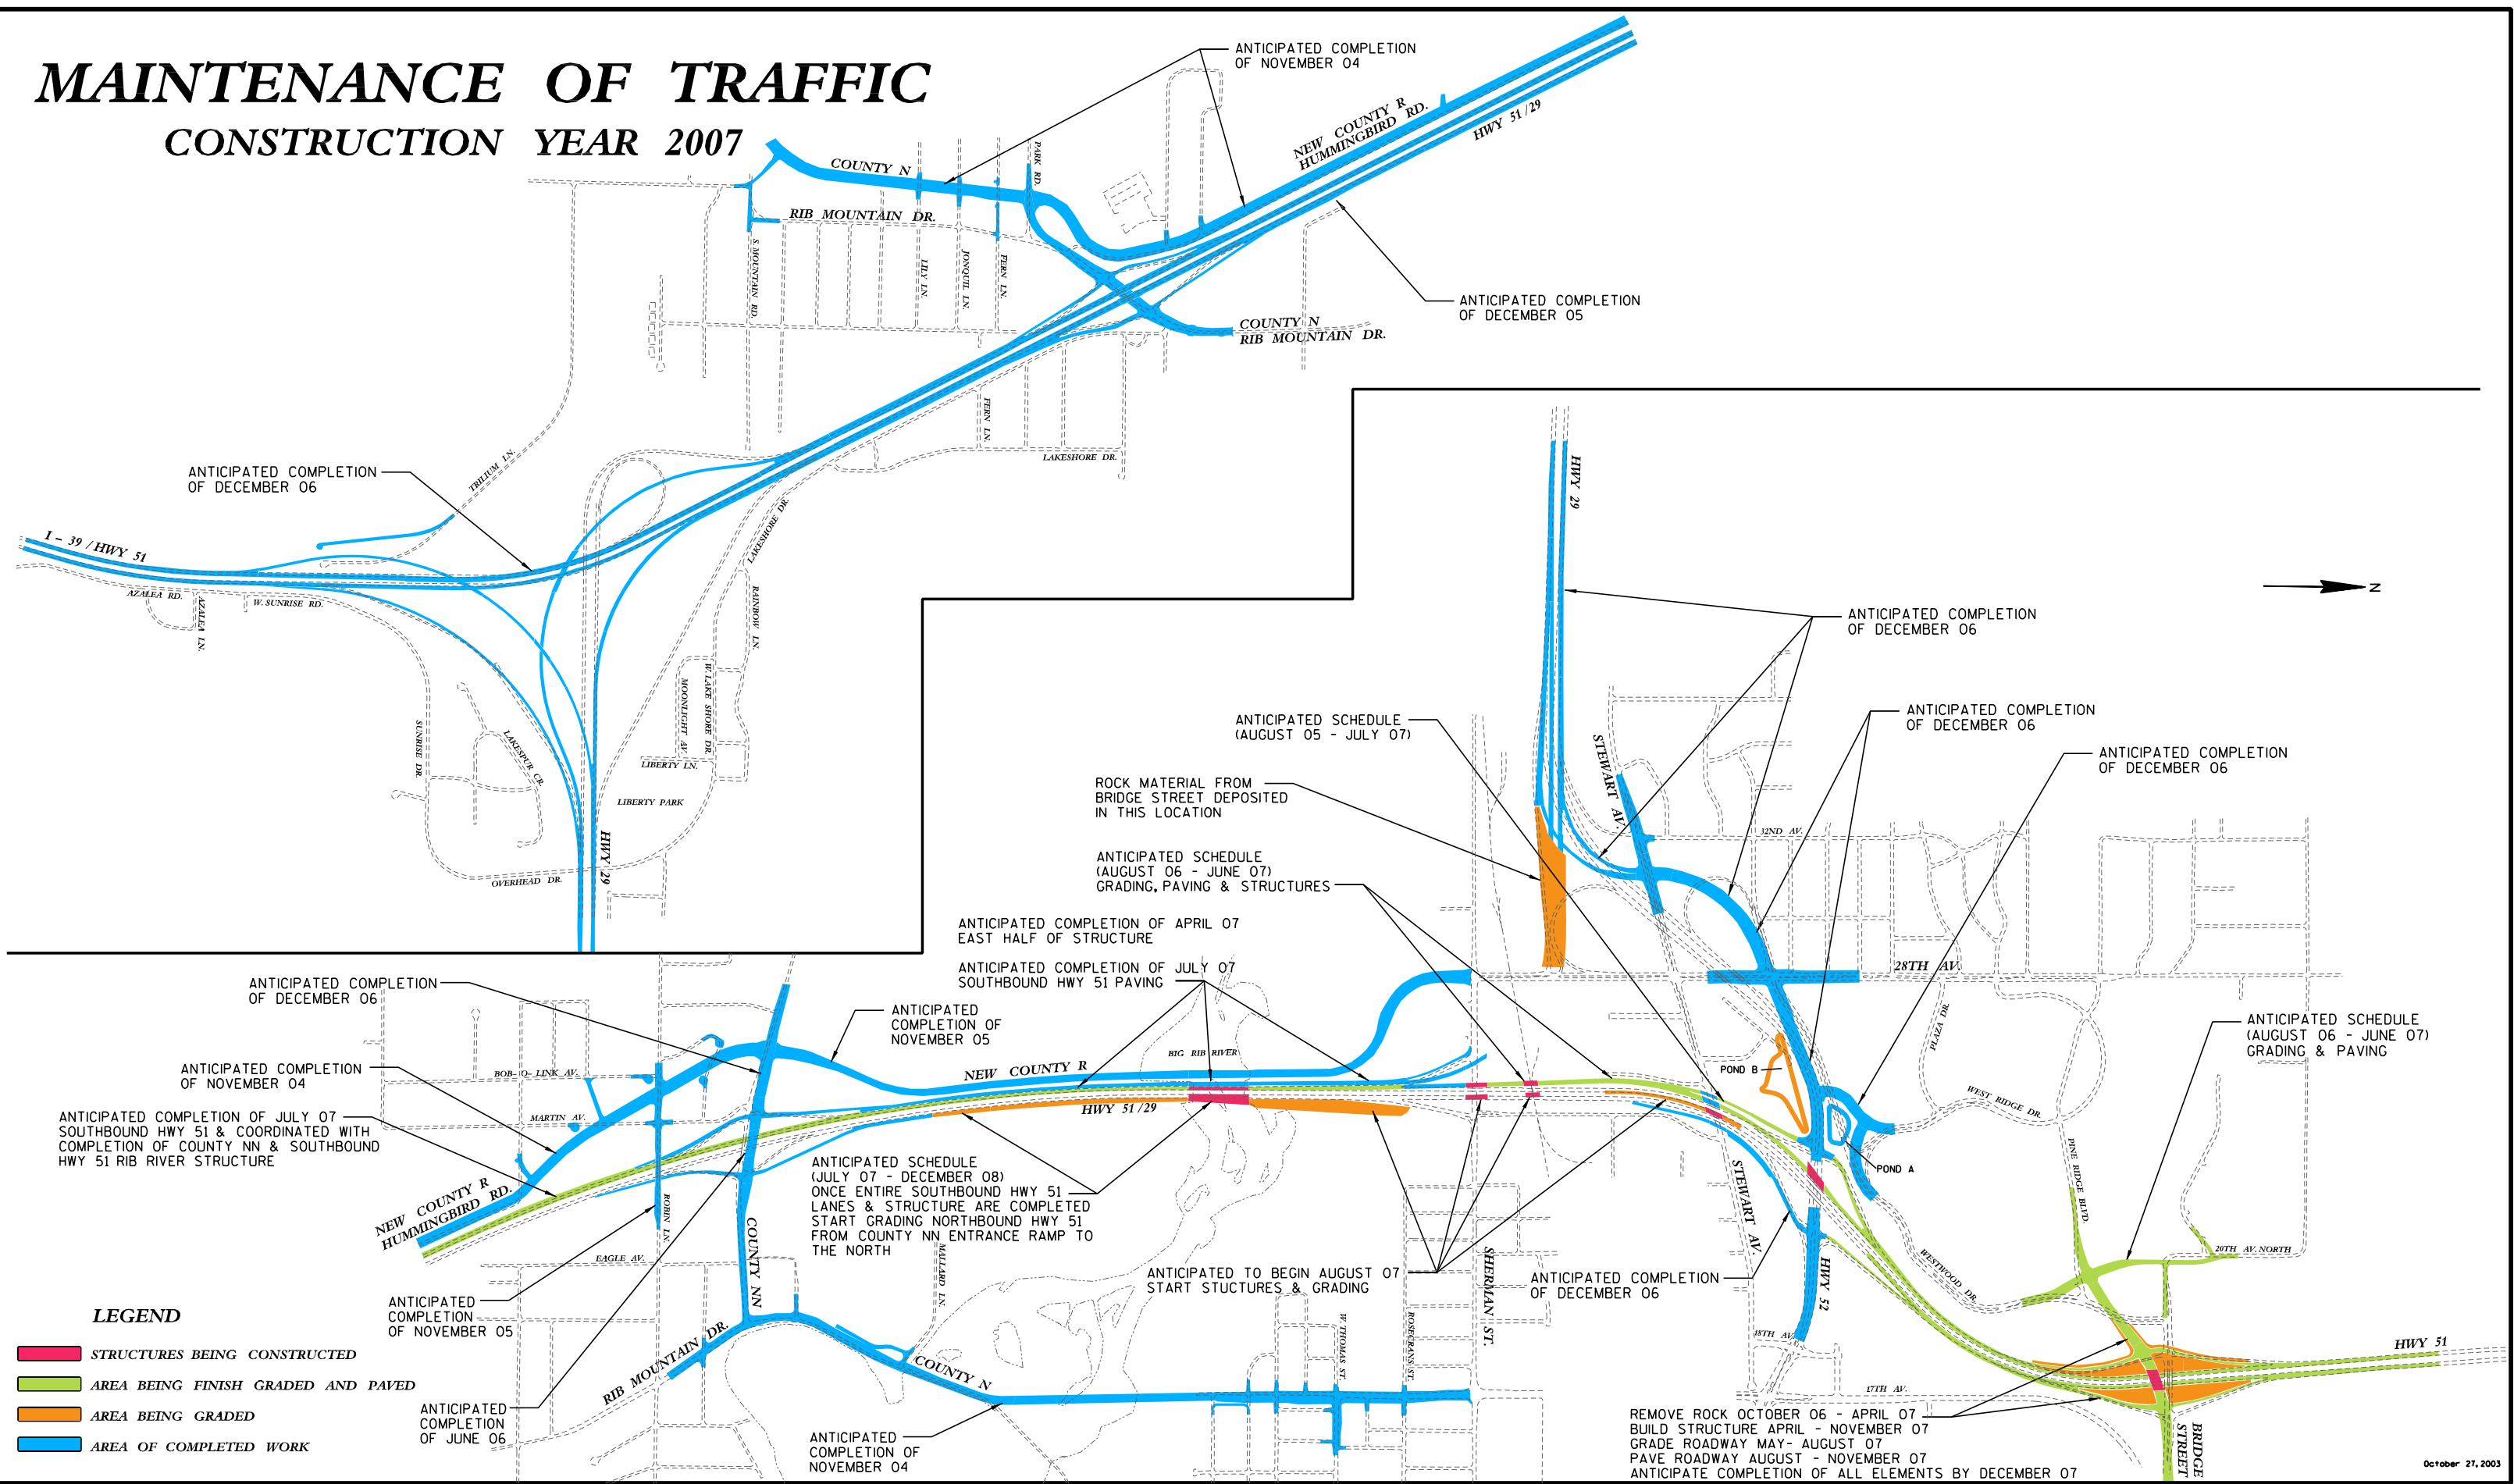 MAINTENANCE OF TRAFFIC
CONSTRUCTION YEAR 2007
ANTICIPATED COMPLETION
OF NOVEMBER 04
NEW COUNTY R
HUMMINGBIRD RD.
HWY 51/29
COUNTY N
PARK RD.
RIB MOUNTAIN DR.
S. MOUNTAIN RD.
LILY LN.
JONQUIL LN.
FERN LN.
ANTICIPATED COMPLETION
OF DECEMBER 05
COUNTY N
RIB MOUNTAIN DR.
FERN LN.
LAKESHORE DR.
TRILIUM LN.
ANTICIPATED COMPLETION
OF DECEMBER 06
I - 39 / HWY 51
LAKESHORE DR.
AZALEA RD.
AZALEA LN.
W. SUNRISE RD.
RAINBOW LN.
W. LAKE SHORE DR.
MOONLIGHT AV.
SUNRISE DR.
LAKESPUR CR.
LIBERTY LN.
LIBERTY PARK
HWY 29
OVERHEAD DR.
HWY 29
N
ANTICIPATED COMPLETION
OF DECEMBER 06
ANTICIPATED COMPLETION
OF DECEMBER 06
ANTICIPATED COMPLETION
OF DECEMBER 06
ANTICIPATED SCHEDULE
(AUGUST 05 - JULY 07)
STEWART AV.
ROCK MATERIAL FROM
BRIDGE STREET DEPOSITED
IN THIS LOCATION
32ND AV.
ANTICIPATED SCHEDULE
(AUGUST 06 - JUNE 07)
GRADING, PAVING & STRUCTURES
ANTICIPATED COMPLETION OF APRIL 07
EAST HALF OF STRUCTURE
ANTICIPATED COMPLETION OF JULY 07
SOUTHBOUND HWY 51 PAVING
28TH AV.
ANTICIPATED COMPLETION
OF DECEMBER 06
ANTICIPATED
COMPLETION OF
NOVEMBER 05
ANTICIPATED SCHEDULE
(AUGUST 06 - JUNE 07)
GRADING & PAVING
PLAZA DR.
BIG RIB RIVER
NEW COUNTY R
ANTICIPATED COMPLETION
OF NOVEMBER 04
BOB-O-LINK AV.
POND B
WEST RIDGE DR.
MARTIN AV.
HWY 51/29
ANTICIPATED COMPLETION OF JULY 07
SOUTHBOUND HWY 51 & COORDINATED WITH
COMPLETION OF COUNTY NN & SOUTHBOUND
HWY 51 RIB RIVER STRUCTURE
POND A
PINE RIDGE BLVD.
NEW COUNTY R
HUMMINGBIRD RD.
ROBIN LN.
ANTICIPATED SCHEDULE
(JULY 07 - DECEMBER 08)
ONCE ENTIRE SOUTHBOUND HWY 51
LANES & STRUCTURE ARE COMPLETED
START GRADING NORTHBOUND HWY 51
FROM COUNTY NN ENTRANCE RAMP TO
THE NORTH
STEWART AV.
COUNTY NN
EAGLE AV.
MALLARD LN.
SHERMAN ST.
WESTWOOD DR.
20TH AV. NORTH
ANTICIPATED TO BEGIN AUGUST 07
START STUCTURES & GRADING
ANTICIPATED COMPLETION
OF DECEMBER 06
HWY 52
ANTICIPATED
COMPLETION
OF NOVEMBER 05
LEGEND
STRUCTURES BEING CONSTRUCTED
AREA BEING FINISH GRADED AND PAVED
AREA BEING GRADED
AREA OF COMPLETED WORK
RIB MOUNTAIN DR.
W. THOMAS ST.
ROSECRANS ST.
18TH AV.
HWY 51
COUNTY N
17TH AV.
ANTICIPATED
COMPLETION
OF JUNE 06
ANTICIPATED
COMPLETION OF
NOVEMBER 04
REMOVE ROCK OCTOBER 06 - APRIL 07
BUILD STRUCTURE APRIL - NOVEMBER 07
GRADE ROADWAY MAY- AUGUST 07
PAVE ROADWAY AUGUST - NOVEMBER 07
ANTICIPATE COMPLETION OF ALL ELEMENTS BY DECEMBER 07
BRIDGE
STREET
October 27, 2003